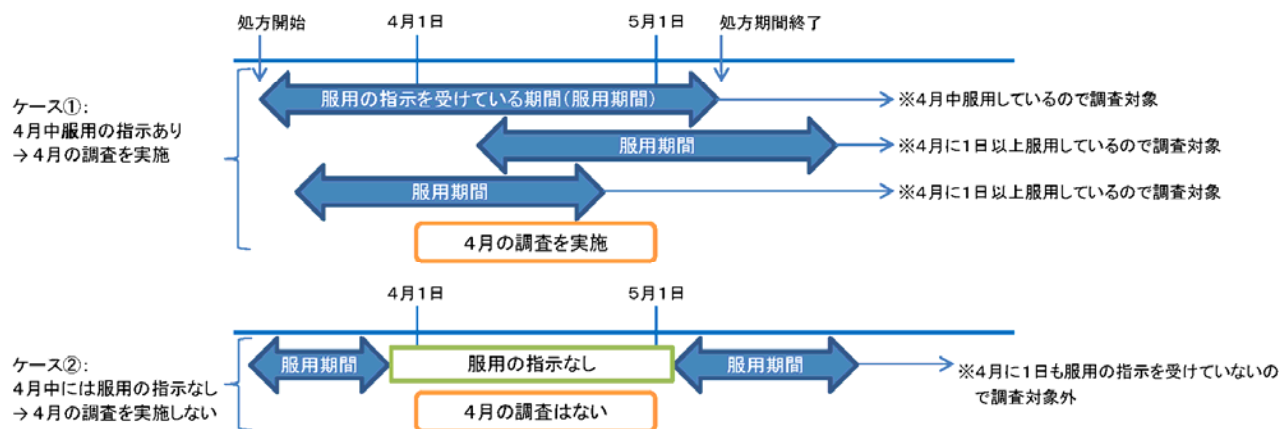 処方開始
4月1日
5月1日
処方期間終了
ケース①:
4月中服用の指示あり
→ 4月の調査を実施
服用の指示を受けている期間(服用期間)
※4月中服用しているので調査対象
服用期間
※4月に1日以上服用しているので調査対象
服用期間
※4月に1日以上服用しているので調査対象
4月の調査を実施
4月1日
5月1日
ケース②:
4月中には服用の指示なし
→ 4月の調査を実施しない
服用期間
服用の指示なし
服用期間
※4月に1日も服用の指示を受けていないの
で調査対象外
4月の調査はない